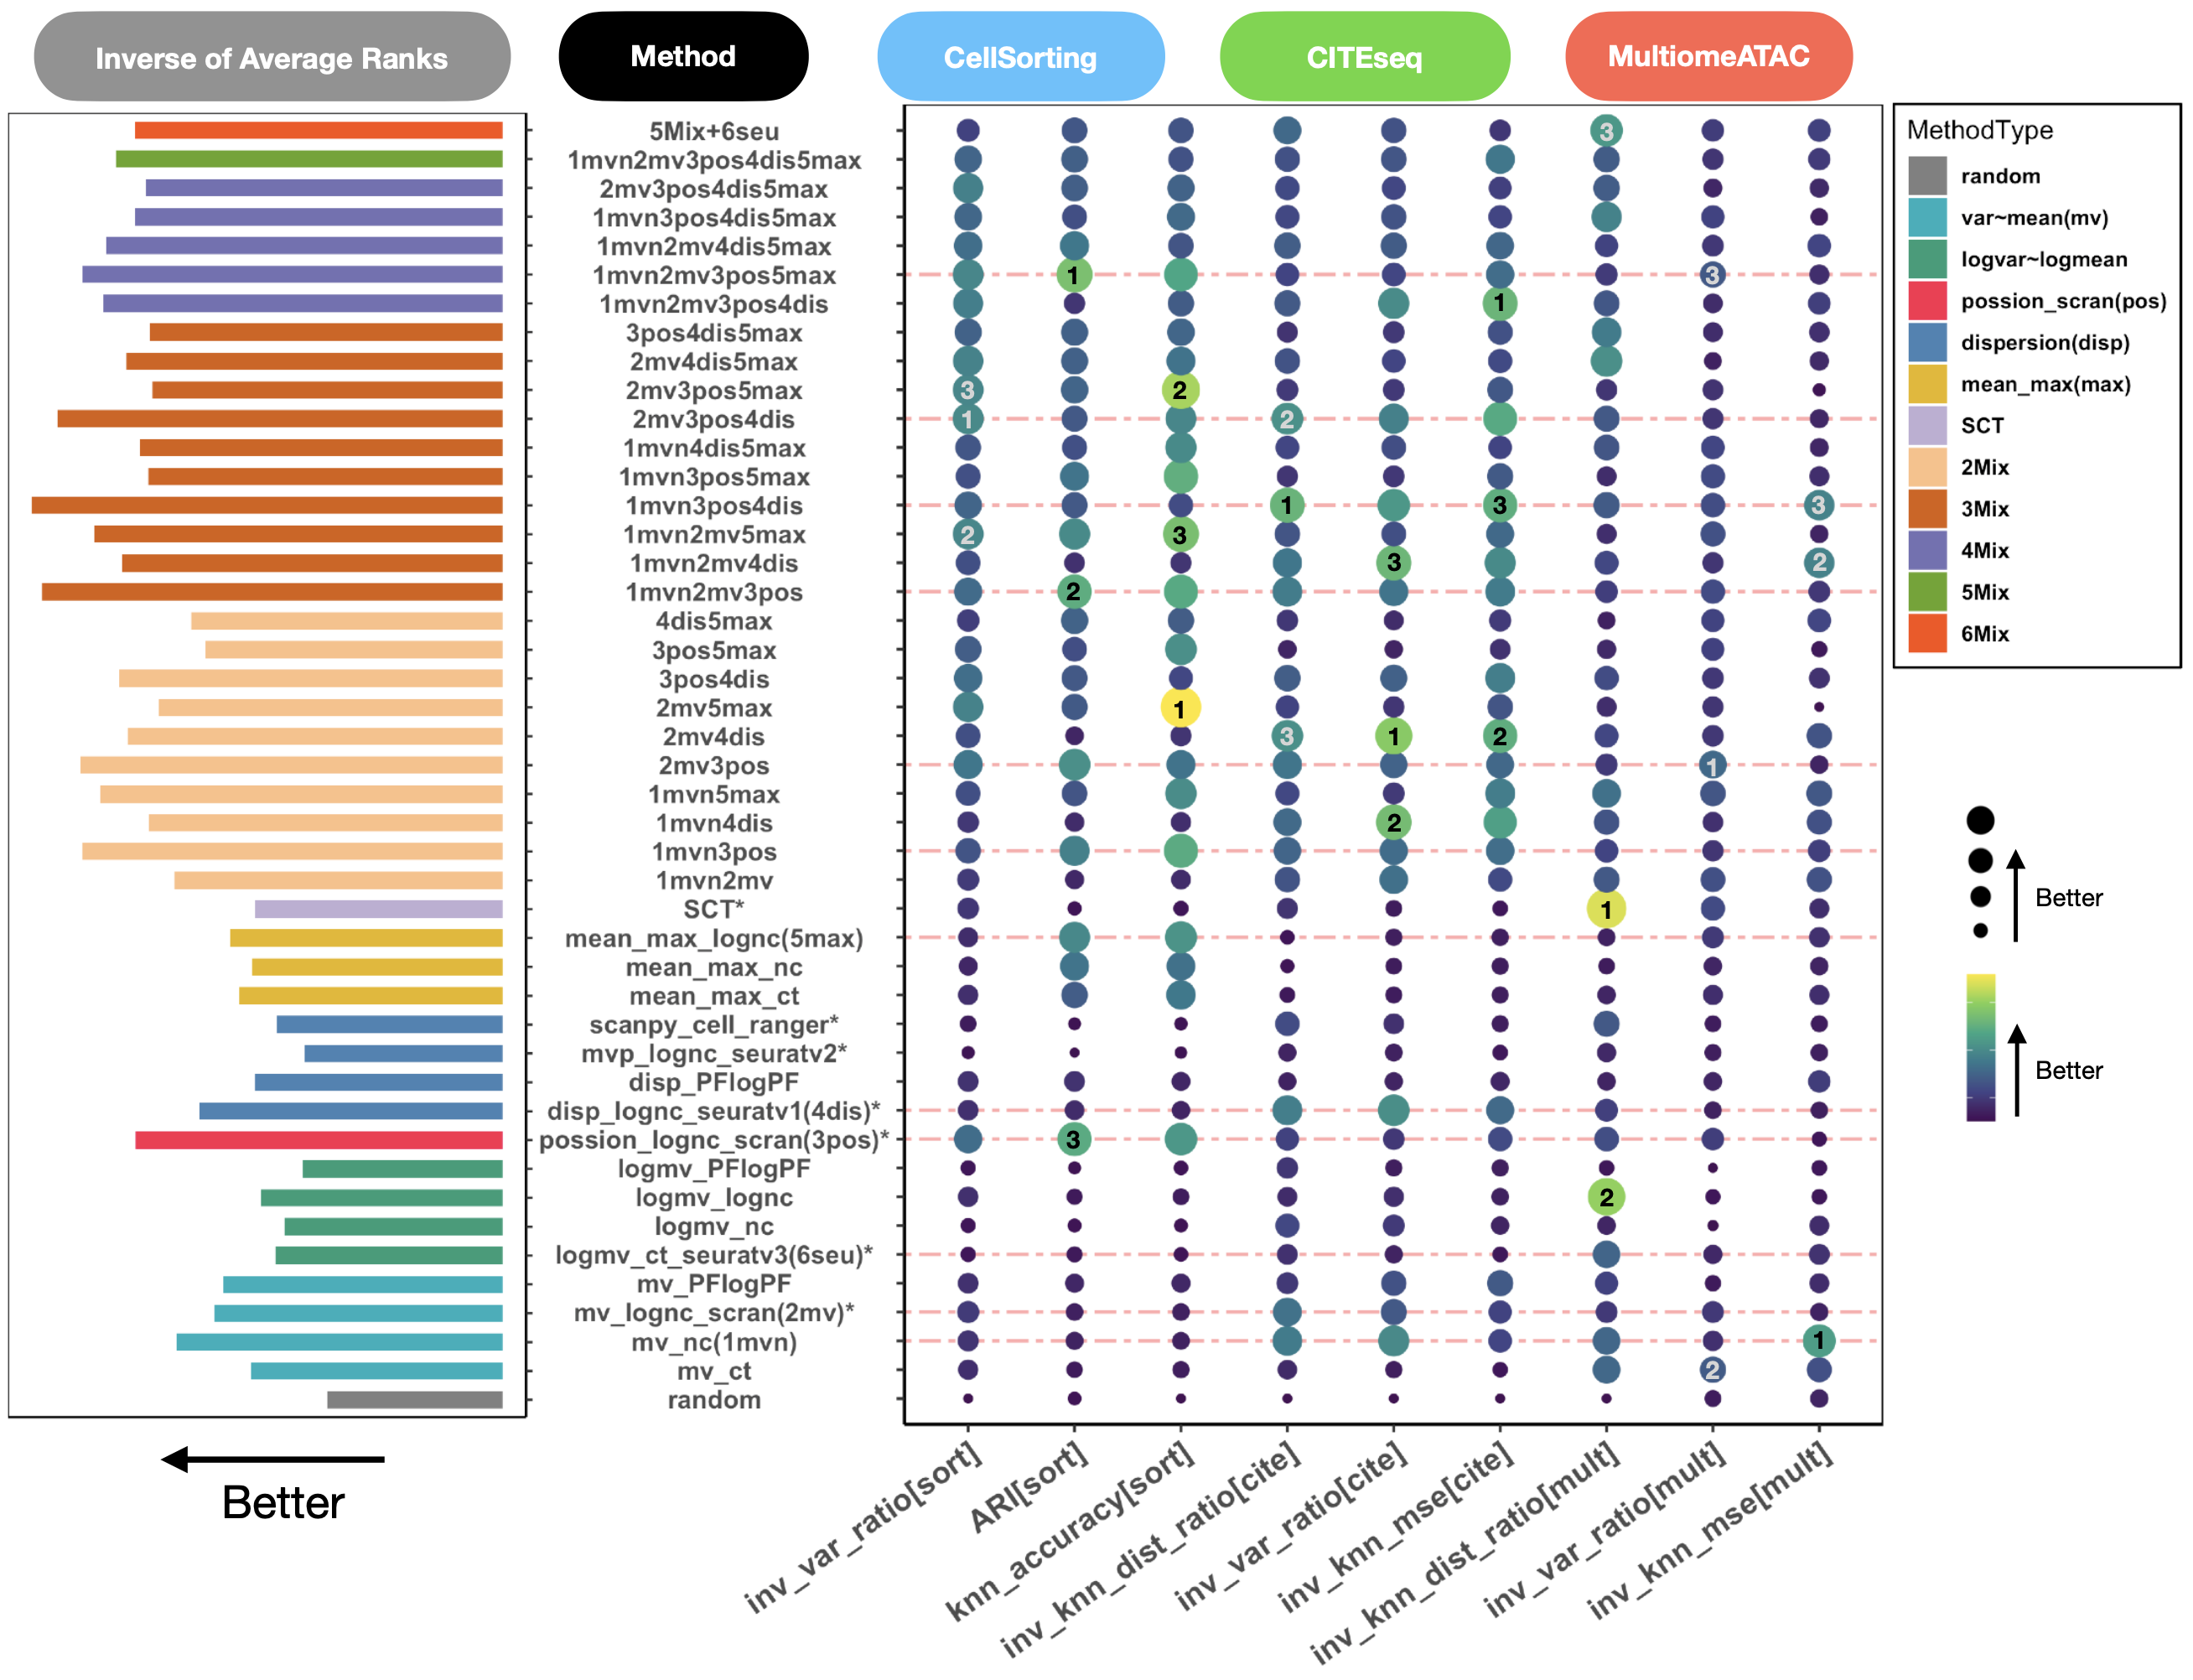 Inverse of Average Ranks
Method
CellSorting
CITEseq
MultiomeATAC
5Mix+6seu 3
1mvn2mv3pos4dis5max
2mv3pos4dis5max
1mvn3pos4dis5max
1mvn2mv4dis5max
1mvn2mv3pos5max 1 3
1mvn2mv3pos4dis 1
3pos4dis5max
2mv4dis5max
2mv3pos5max 3 2
2mv3pos4dis 1 2
1mvn4dis5max
1mvn3pos5max
1mvn3pos4dis 1 3 3
1mvn2mv5max 2 3
1mvn2mv4dis 3 2
1mvn2mv3pos 2
4dis5max
3pos5max
3pos4dis
2mv5max 1
2mv4dis 3 1 2
2mv3pos 1
1mvn5max
1mvn4dis 2
1mvn3pos
1mvn2mv
SCT* 1
mean_max_lognc(5max)
mean_max_nc
mean_max_ct
scanpy_cell_ranger*
mvp_lognc_seuratv2*
disp_PFlogPF
disp_lognc_seuratv1(4dis)*
possion_lognc_scran(3pos)* 3
logmv_PFlogPF
logmv_lognc 2
logmv_nc
logmv_ct_seuratv3(6seu)*
mv_PFlogPF
mv_lognc_scran(2mv)*
mv_nc(1mvn) 1
mv_ct 2
random
Better
inv_var_ratio[sort]
ARI[sort]
knn_accuracy[sort]
inv_knn_dist_ratio[cite]
inv_var_ratio[cite]
inv_knn_mse[cite]
inv_knn_dist_ratio[mult]
inv_var_ratio[mult]
inv_knn_mse[mult]
MethodType
random
var~mean(mv)
logvar~logmean
possion_scran(pos)
dispersion(disp)
mean_max(max)
SCT
2Mix
3Mix
4Mix
5Mix
6Mix
Better
Better